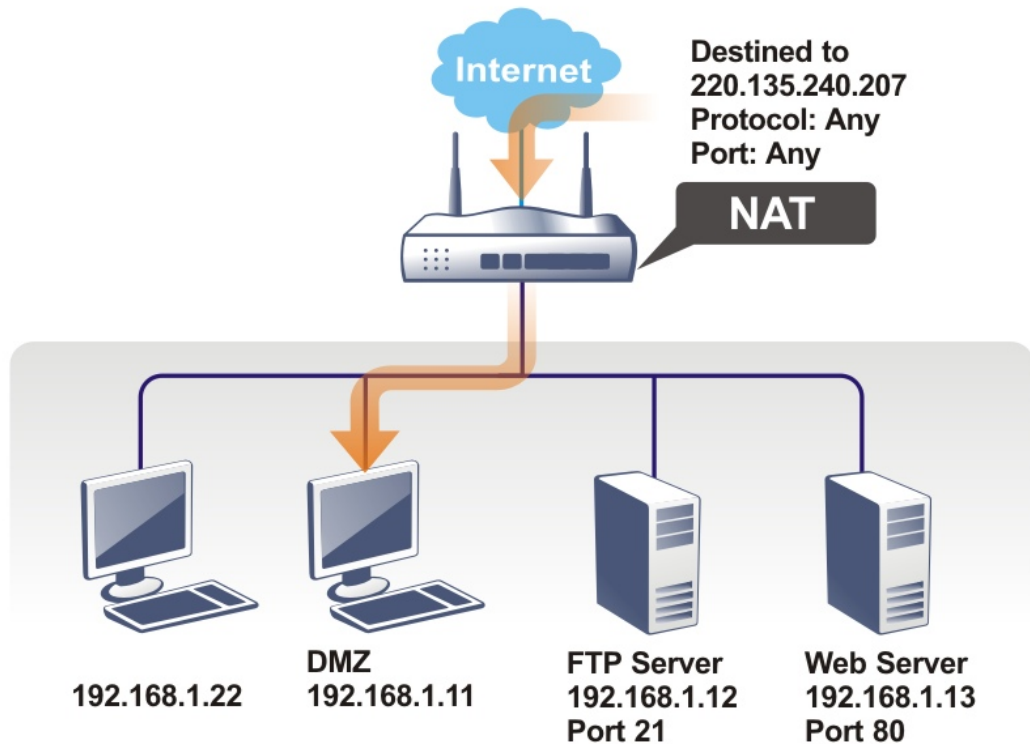 Internet
Destined to
220.135.240.207
Protocol: Any
Port: Any
NAT
192.168.1.22
DMZ
192.168.1.11
FTP Server
192.168.1.12
Port 21
Web Server
192.168.1.13
Port 80